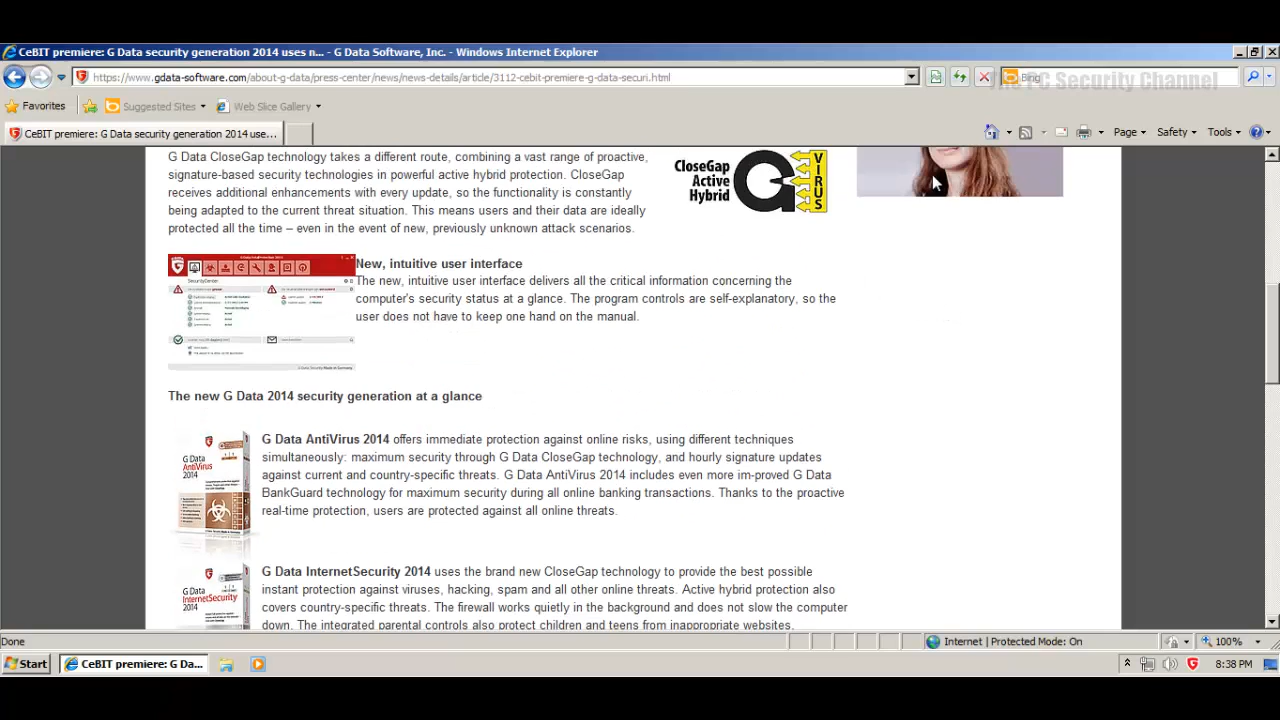 CeBIT premiere: G Data security generation 2014 uses n... - G Data Software, Inc. - Windows Internet Explorer
https://www.gdata-software.com/about-g-data/press-center/news/news-details/article/3112-cebit-premiere-g-data-securi.html
Bing
The PC Security Channel
Favorites
Suggested Sites
Web Slice Gallery
CeBIT premiere: G Data security generation 2014 use...
Page
Safety
Tools
G Data CloseGap technology takes a different route, combining a vast range of proactive,
signature-based security technologies in powerful active hybrid protection. CloseGap
receives additional enhancements with every update, so the functionality is constantly
being adapted to the current threat situation. This means users and their data are ideally
protected all the time – even in the event of new, previously unknown attack scenarios.
CloseGap
Active
Hybrid
VIRUS
New, intuitive user interface
The new, intuitive user interface delivers all the critical information concerning the
computer's security status at a glance. The program controls are self-explanatory, so the
user does not have to keep one hand on the manual.
SecurityCenter
The new G Data 2014 security generation at a glance
G Data
AntiVirus
2014
G Data AntiVirus 2014 offers immediate protection against online risks, using different techniques
simultaneously: maximum security through G Data CloseGap technology, and hourly signature updates
against current and country-specific threats. G Data AntiVirus 2014 includes even more im-proved G Data
BankGuard technology for maximum security during all online banking transactions. Thanks to the proactive
real-time protection, users are protected against all online threats.
G Data
InternetSecurity
2014
G Data InternetSecurity 2014 uses the brand new CloseGap technology to provide the best possible
instant protection against viruses, hacking, spam and all other online threats. Active hybrid protection also
covers country-specific threats. The firewall works quietly in the background and does not slow the computer
down. The integrated parental controls also protect children and teens from inappropriate websites.
Done
Internet | Protected Mode: On
100%
Start
CeBIT premiere: G Da...
8:38 PM